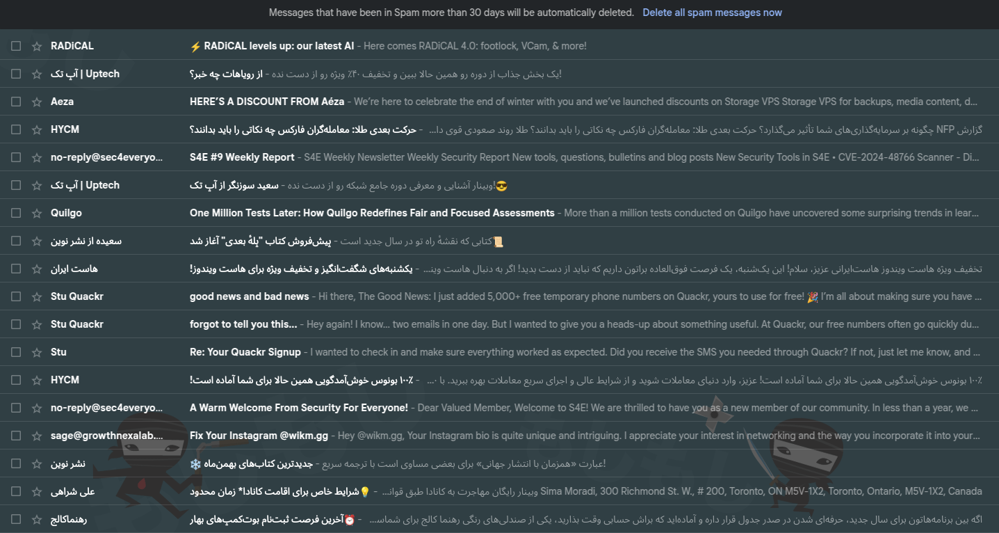 Messages that have been in Spam more than 30 days will be automatically deleted. Delete all spam messages now
RADiCAL ⚡ RADiCAL levels up: our latest AI - Here comes RADiCAL 4.0: footlock, VCam, & more!
آپ تک | Uptech از رویاهات چه خبر؟ - یک بخش جذاب از دوره رو همین حالا ببین و تخفیف ۴۰٪ ویژه رو از دست نده!
Aeza HERE’S A DISCOUNT FROM Aéza - We’re here to celebrate the end of winter with you and we’ve launched discounts on Storage VPS Storage VPS for backups, media content, d...
HYCM حرکت بعدی طلا: معامله‌گران فارکس چه نکاتی را باید بدانند؟ - گزارش NFP چگونه بر سرمایه‌گذاری‌های شما تأثیر می‌گذارد؟ حرکت بعدی طلا: معامله‌گران فارکس چه نکاتی را باید بدانند؟ طلا روند صعودی قوی دا...
no-reply@sec4everyo... S4E #9 Weekly Report - S4E Weekly Newsletter Weekly Security Report New tools, questions, bulletins and blog posts New Security Tools in S4E • CVE-2024-48766 Scanner - Di...
آپ تک | Uptech سعید سوزنگر از آپ تک - وبینار آشنایی و معرفی دوره جامع شبکه رو از دست نده!😎
Quilgo One Million Tests Later: How Quilgo Redefines Fair and Focused Assessments - More than a million tests conducted on Quilgo have uncovered some surprising trends in lear...
سعیده از نشر نوین پیش‌فروش کتاب "پلهٔ بعدی" آغاز شد - کتابی که نقشهٔ راه تو در سال جدید است📜
هاست ایران یکشنبه‌های شگفت‌انگیز و تخفیف ویژه برای هاست ویندوز! - تخفیف ویژه هاست ویندوز هاست‌ایرانی عزیز، سلام! این یک‌شنبه، یک فرصت فوق‌العاده براتون داریم که نباید از دست بدید! اگر به دنبال هاست وین...
Stu Quackr good news and bad news - Hi there, The Good News: I just added 5,000+ free temporary phone numbers on Quackr, yours to use for free! 🎉 I’m all about making sure you have ...
Stu Quackr forgot to tell you this... - Hey again! I know... two emails in one day. But I wanted to give you a heads-up about something useful. At Quackr, our free numbers often go quickly du...
Stu Re: Your Quackr Signup - I wanted to check in and make sure everything worked as expected. Did you receive the SMS you needed through Quackr? If not, just let me know, and ...
HYCM ۱۰۰٪ بونوس خوش‌آمدگویی همین حالا برای شما آماده است! - ۱۰۰٪ بونوس خوش‌آمدگویی همین حالا برای شما آماده است! عزیز، وارد دنیای معاملات شوید و از شرایط عالی و اجرای سریع معاملات بهره ببرید. با ۰...
no-reply@sec4everyo... A Warm Welcome From Security For Everyone! - Dear Valued Member, Welcome to S4E! We are thrilled to have you as a new member of our community. In less than a year, we ...
sage@growthnexalab.... Fix Your Instagram @wikm.gg - Hey @wikm.gg, Your Instagram bio is quite unique and intriguing. I appreciate your interest in networking and the way you incorporate it into your...
نشر نوین جدیدترین کتاب‌های بهمن‌ماه ❄️ - عبارت «همزمان با انتشار جهانی» برای بعضی مساوی است با ترجمه سریع!
علی شراهی 💡شرایط خاص برای اقامت کانادا* زمان محدود - Sima Moradi, 300 Richmond St. W., # 200, Toronto, ON M5V-1X2, Toronto, Ontario, M5V-1X2, Canada وبینار رایگان مهاجرت به کانادا طبق قوان...
رهنماکالج ⏰آخرین فرصت ثبت‌نام بوت‌کمپ‌های بهار - اگه بین برنامه‌هاتون برای سال جدید، حرفه‌ای شدن در صدر جدول قرار داره و آماده‌اید که براش حسابی وقت بذارید، یکی از صندلی‌های رنگی رهنما کالج برای شماس...